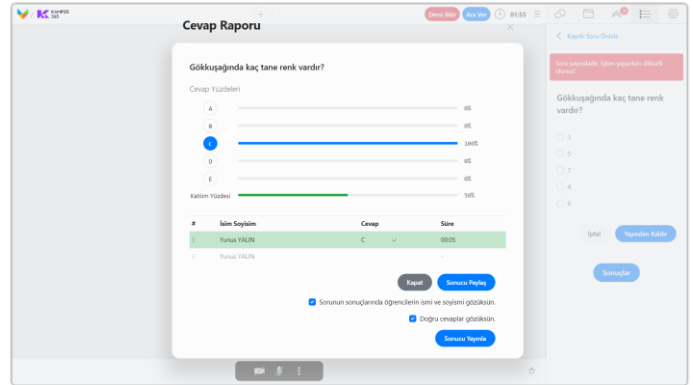 KAMPÜS
365
Dersi Bitir
Ara Ver
01:55
Cevap Raporu
Kayıtlı Soru Önizle
Soru yayındadır. İşlem yaparken dikkatli
olunuz!
Gökkuşağında kaç tane renk vardır?
Cevap Yüzdeleri
A
0%
B
0%
C
100%
D
0%
E
0%
Katılım Yüzdesi
50%
# İsim Soyisim Cevap Süre
1 Yunus YALIN C 00:05
2 Yunus YALIN -
Kapat
Sonucu Paylaş
Sorunun sonuçlarında öğrencilerin ismi ve soyismi gözüksün.
Doğru cevaplar gözüksün.
Sonucu Yayınla
Gökkuşağında kaç tane renk
vardır?
3
5
7
4
6
İptal
Yayından Kaldır
Sonuçlar